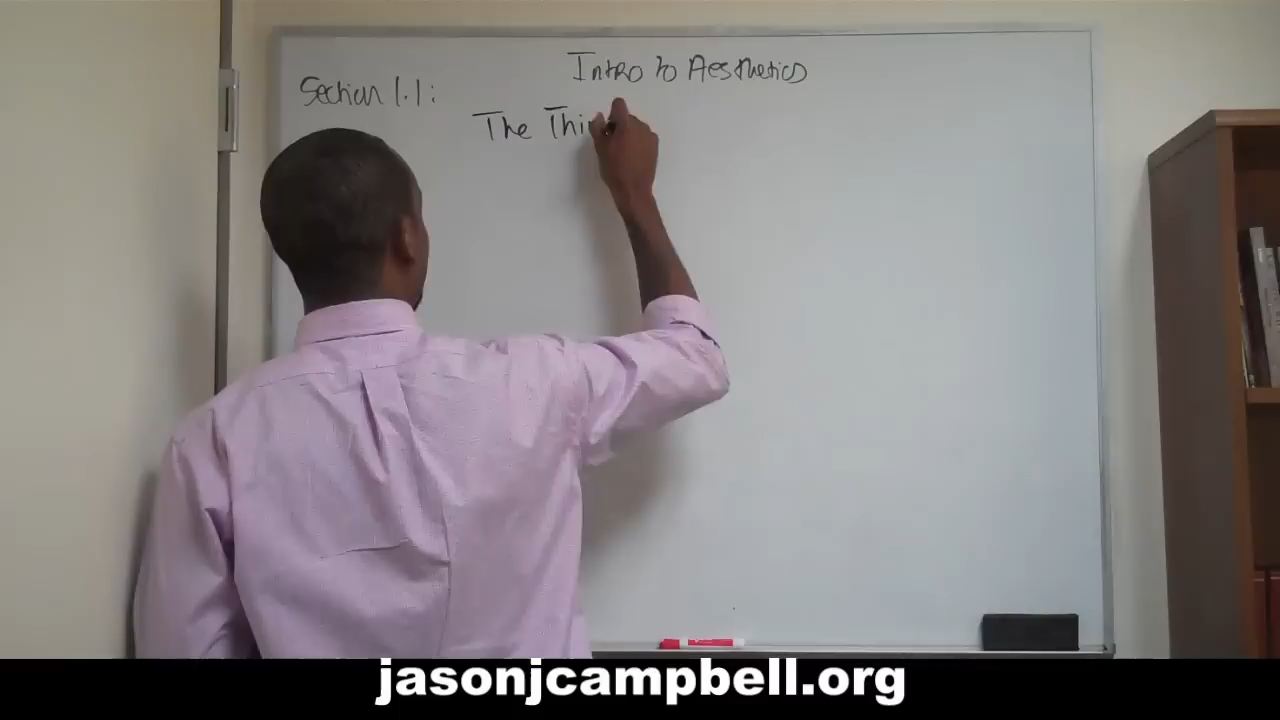 Intro to Aesthetics
Section 1.1:
The Thi
jasonjcampbell.org